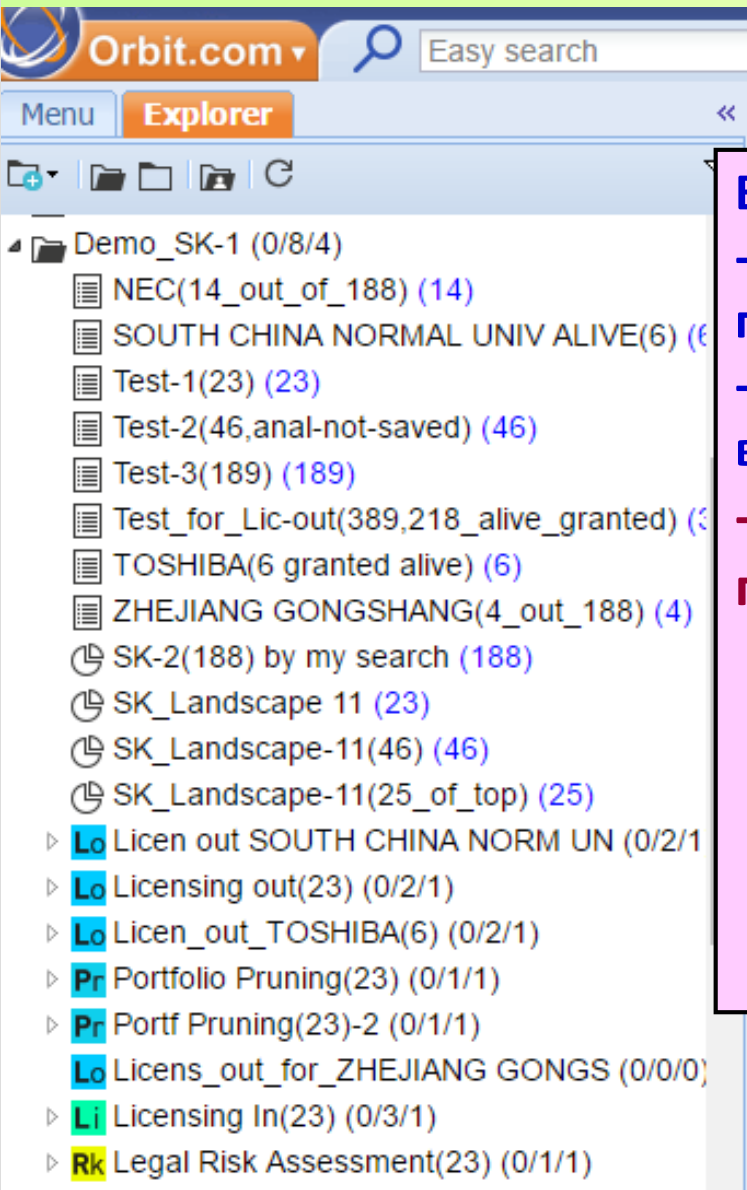 Orbit.com
Easy search
Menu Explorer «
Demo_SK-1 (0/8/4)
NEC(14_out_of_188) (14)
SOUTH CHINA NORMAL UNIV ALIVE(6) (6
Test-1(23) (23)
Test-2(46,anal-not-saved) (46)
Test-3(189) (189)
Test_for_Lic-out(389,218_alive_granted) (3
TOSHIBA(6 granted alive) (6)
ZHEJIANG GONGSHANG(4_out_188) (4)
SK-2(188) by my search (188)
SK_Landscape 11 (23)
SK_Landscape-11(46) (46)
SK_Landscape-11(25_of_top) (25)
Lo Licen out SOUTH CHINA NORM UN (0/2/1
Lo Licensing out(23) (0/2/1)
Lo Licen_out_TOSHIBA(6) (0/2/1)
Pr Portfolio Pruning(23) (0/1/1)
Pr Portf Pruning(23)-2 (0/1/1)
Lo Licens_out_for_ZHEJIANG GONGS (0/0/0)
Li Licensing In(23) (0/3/1)
Rk Legal Risk Assessment(23) (0/1/1)